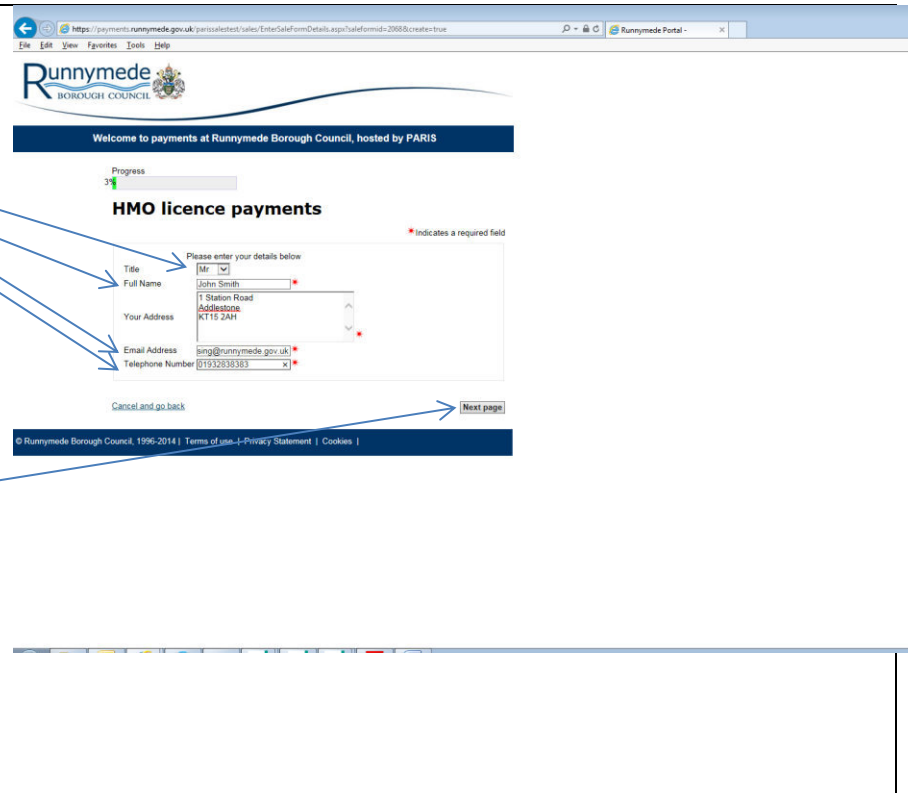 https://payments.runnymede.gov.uk/parissalestest/sales/EnterSaleFormDetails.aspx?saleformid=2068&create=true
Runnymede Portal -
File Edit View Favorites Tools Help
Runnymede
BOROUGH COUNCIL
Welcome to payments at Runnymede Borough Council, hosted by PARIS
Progress
3%
HMO licence payments
* Indicates a required field
Please enter your details below
Title Mr
Full Name John Smith *
1 Station Road
Addlestone
Your Address KT15 2AH
*
Email Address sing@runnymede.gov.uk *
Telephone Number 01932838383 × *
Cancel and go back Next page
© Runnymede Borough Council, 1996-2014 | Terms of use | Privacy Statement | Cookies |